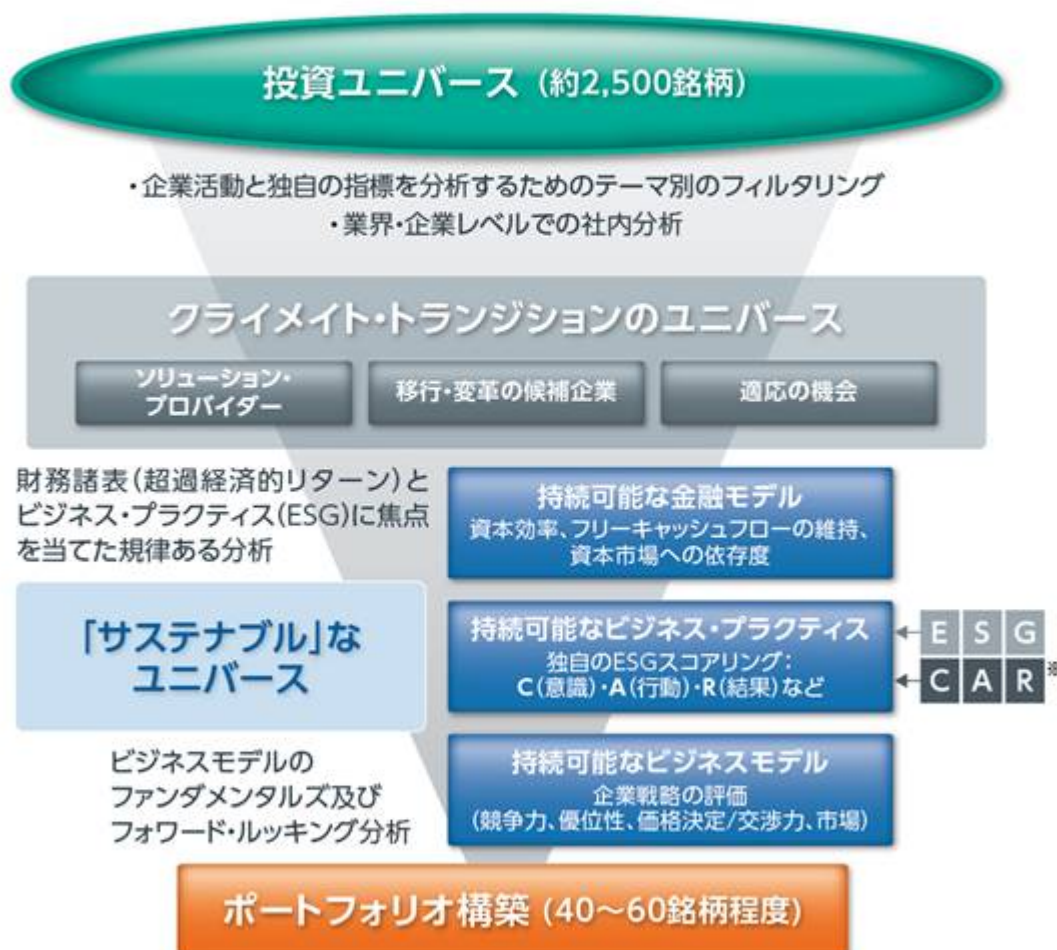 投資ユニバース (約2,500銘柄)
・企業活動と独自の指標を分析するためのテーマ別のフィルタリング
・業界・企業レベルでの社内分析
クライメイト・トランジションのユニバース
ソリューション・
プロバイダー
移行・変革の候補企業
適応の機会
財務諸表(超過経済的リターン)と
ビジネス・プラクティス(ESG)に焦点
を当てた規律ある分析
持続可能な金融モデル
資本効率、フリーキャッシュフローの維持、
資本市場への依存度
「サステナブル」な
ユニバース
持続可能なビジネス・プラクティス
独自のESGスコアリング:
C(意識)・A(行動)・R(結果)など
E S G
C A R ※
ビジネスモデルの
ファンダメンタルズ及び
フォワード・ルッキング分析
持続可能なビジネスモデル
企業戦略の評価
(競争力、優位性、価格決定/交渉力、市場)
ポートフォリオ構築 (40〜60銘柄程度)